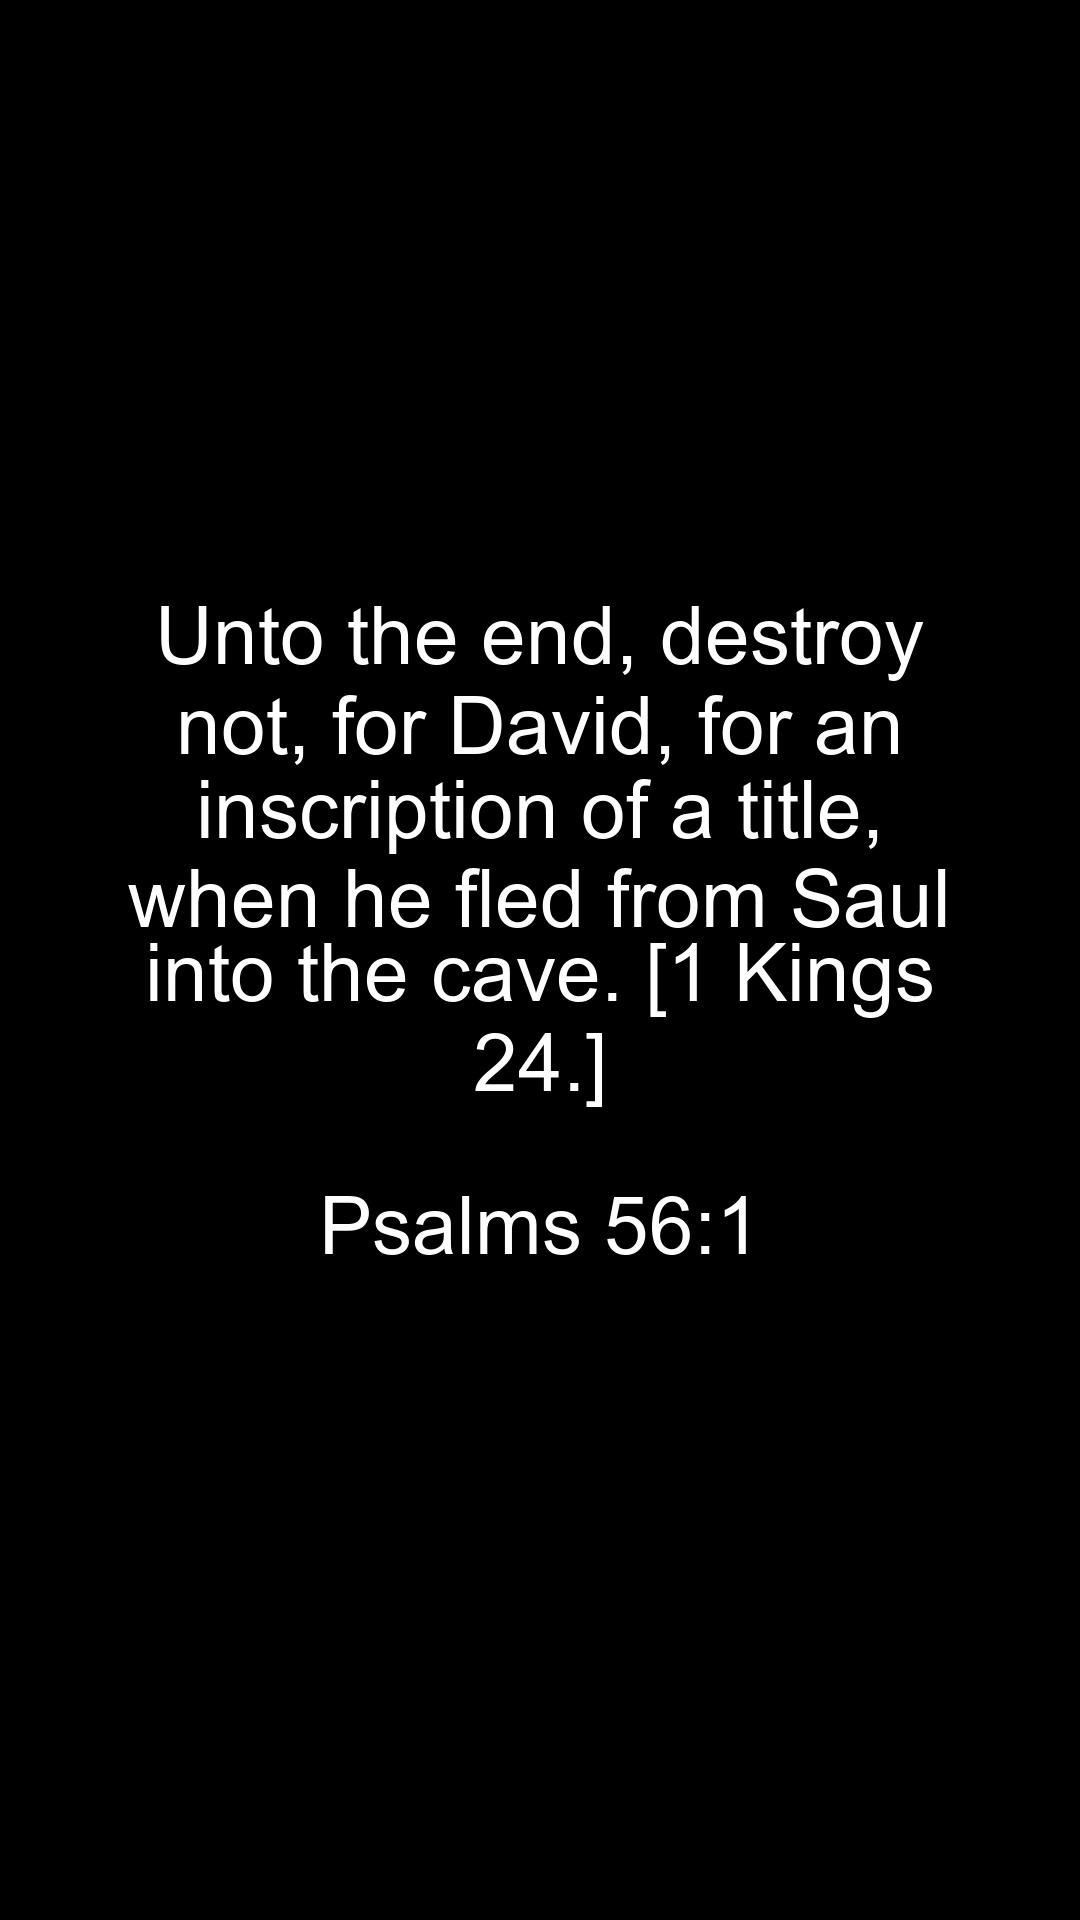 Unto the end, destroy
not, for David, for an
inscription of a title,
when he fled from Saul
into the cave. [1 Kings
24.]
Psalms 56:1